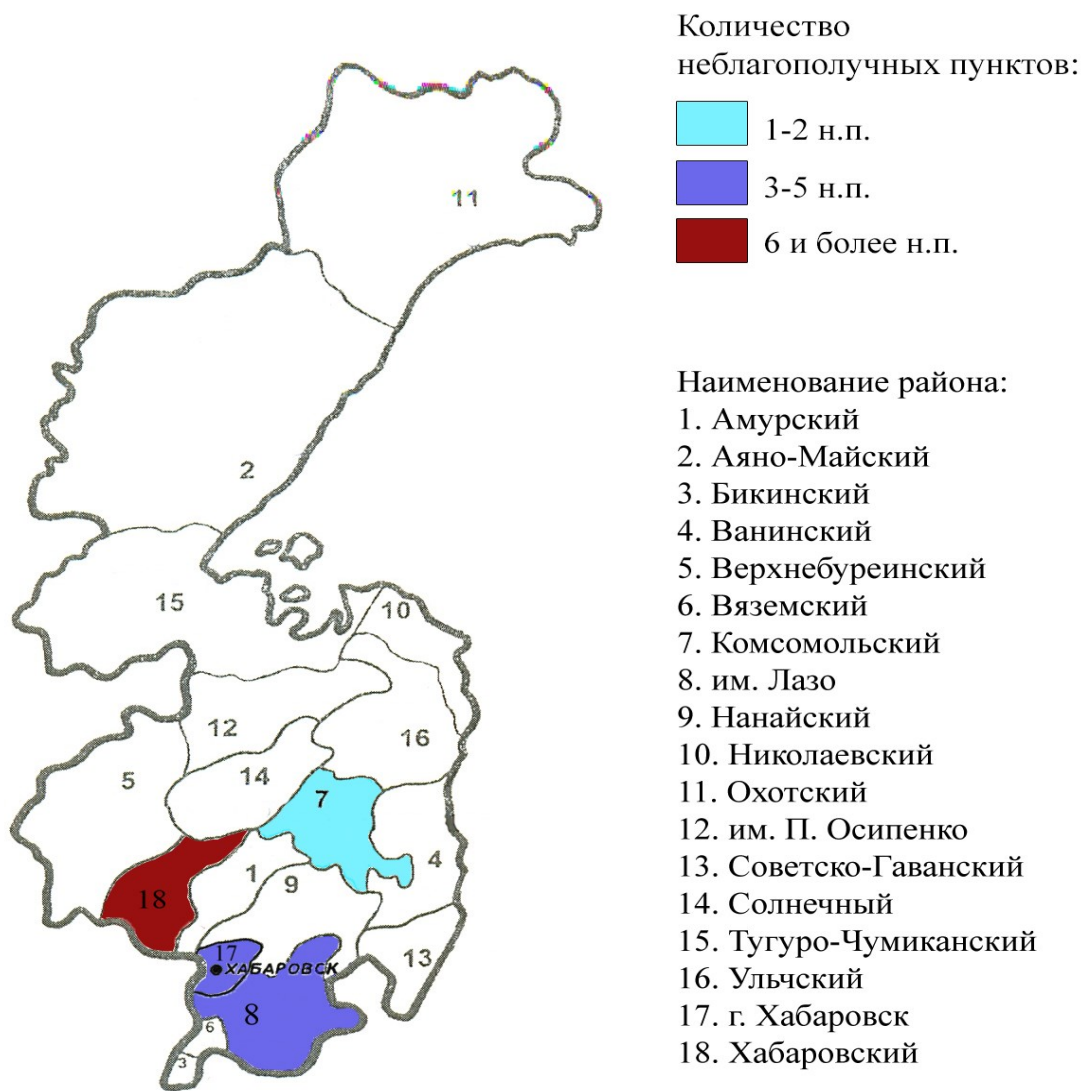 Количество
неблагополучных пунктов:
1-2 н.п.
3-5 н.п.
6 и более н.п.
Наименование района:
1. Амурский
2. Аяно-Майский
3. Бикинский
4. Ванинский
5. Верхнебуреинский
6. Вяземский
7. Комсомольский
8. им. Лазо
9. Нанайский
10. Николаевский
11. Охотский
12. им. П. Осипенко
13. Советско-Гаванский
14. Солнечный
15. Тугуро-Чумиканский
16. Ульчский
17. г. Хабаровск
18. Хабаровский
11
2
15
10
12
16
5
14
7
1
9
4
18
17
ХАБАРОВСК
13
8
6
3